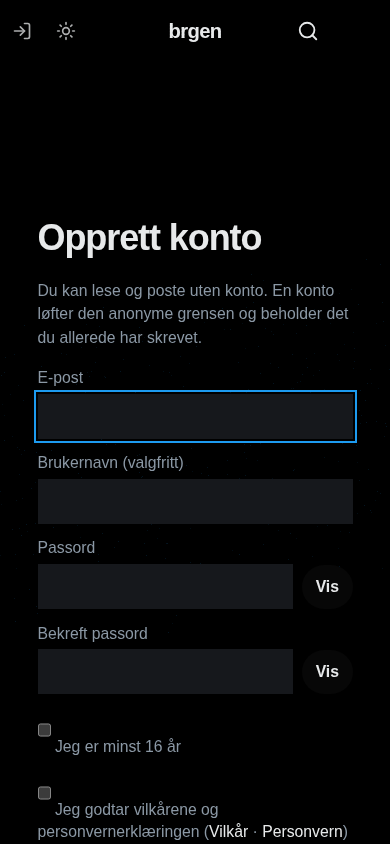 brgen
Opprett konto
Du kan lese og poste uten konto. En konto
løfter den anonyme grensen og beholder det
du allerede har skrevet.
E-post
Brukernavn (valgfritt)
Passord
Vis
Bekreft passord
Vis
Jeg er minst 16 år
Jeg godtar vilkårene og
personvernerklæringen (Vilkår · Personvern)